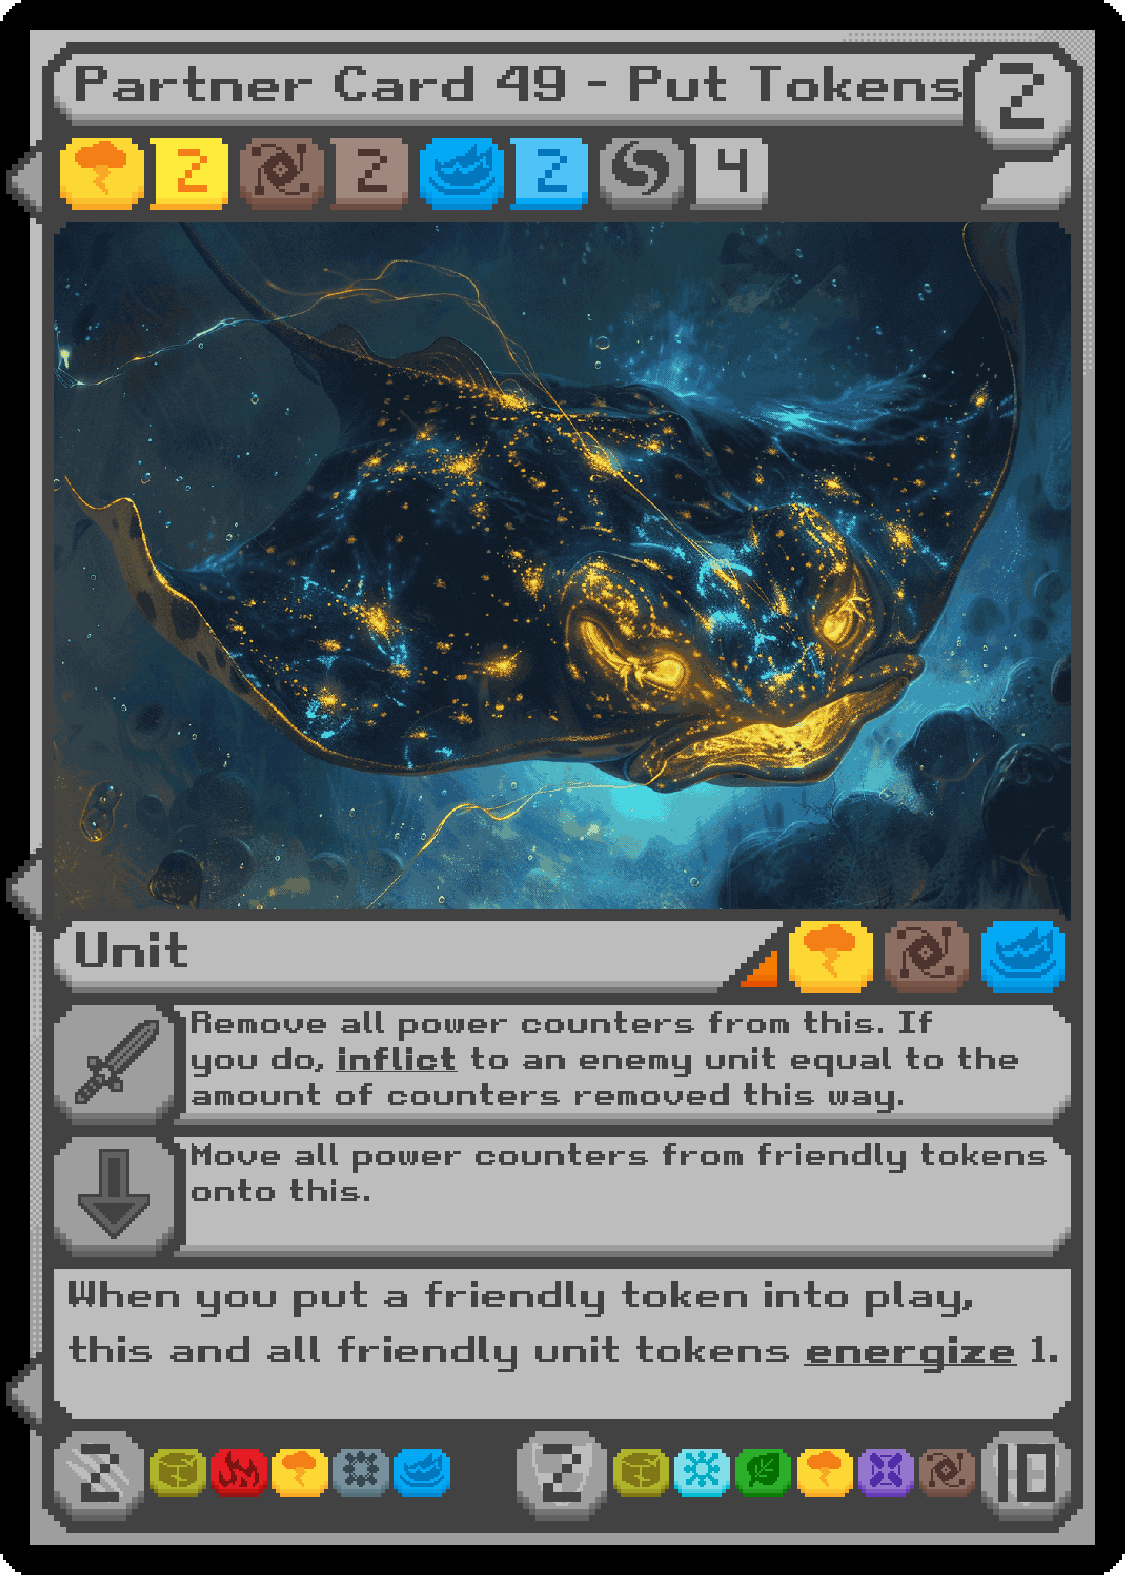 Partner Card 49 - Put Tokens 2
2 2 2 4
Unit
Remove all power counters from this. If
you do, inflict to an enemy unit equal to the
amount of counters removed this way.
Move all power counters from friendly tokens
onto this.
When you put a friendly token into play,
this and all friendly unit tokens energize 1.
2 2 10